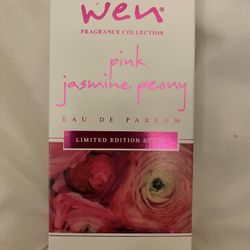 wen®
FRAGRANCE COLLECTION
pink
jasmine peony
EAU DE PARFUM
LIMITED EDITION